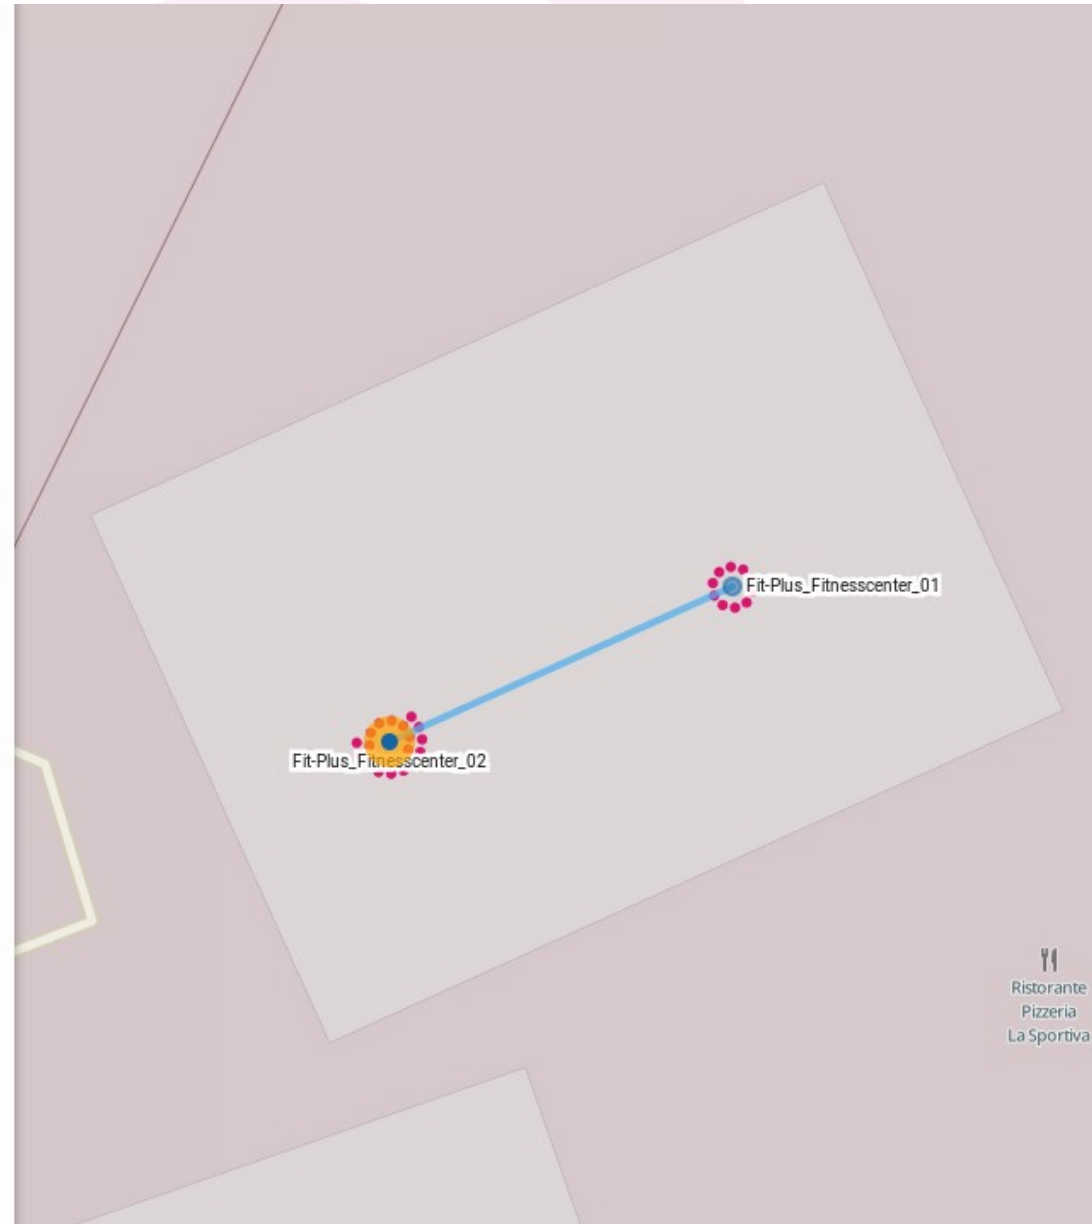 Fit-Plus_Fitnesscenter_01
Fit-Plus_Fitnesscenter_02
Ristorante
Pizzeria
La Sportiva